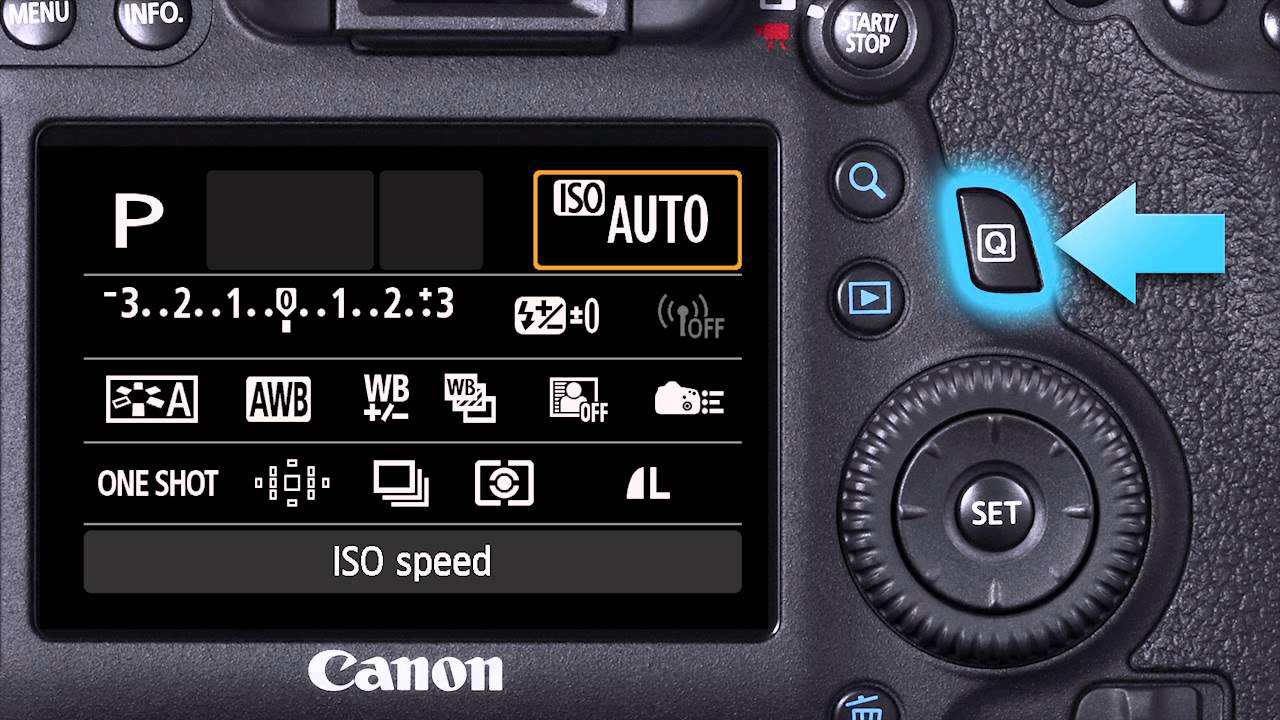 MENU
INFO.
START/
STOP
P
ISO AUTO
-3..2..1..0..1..2.:+3
±0
OFF
A
AWB
WB
+/-
WB
OFF
Q
ONE SHOT
L
SET
ISO speed
Canon